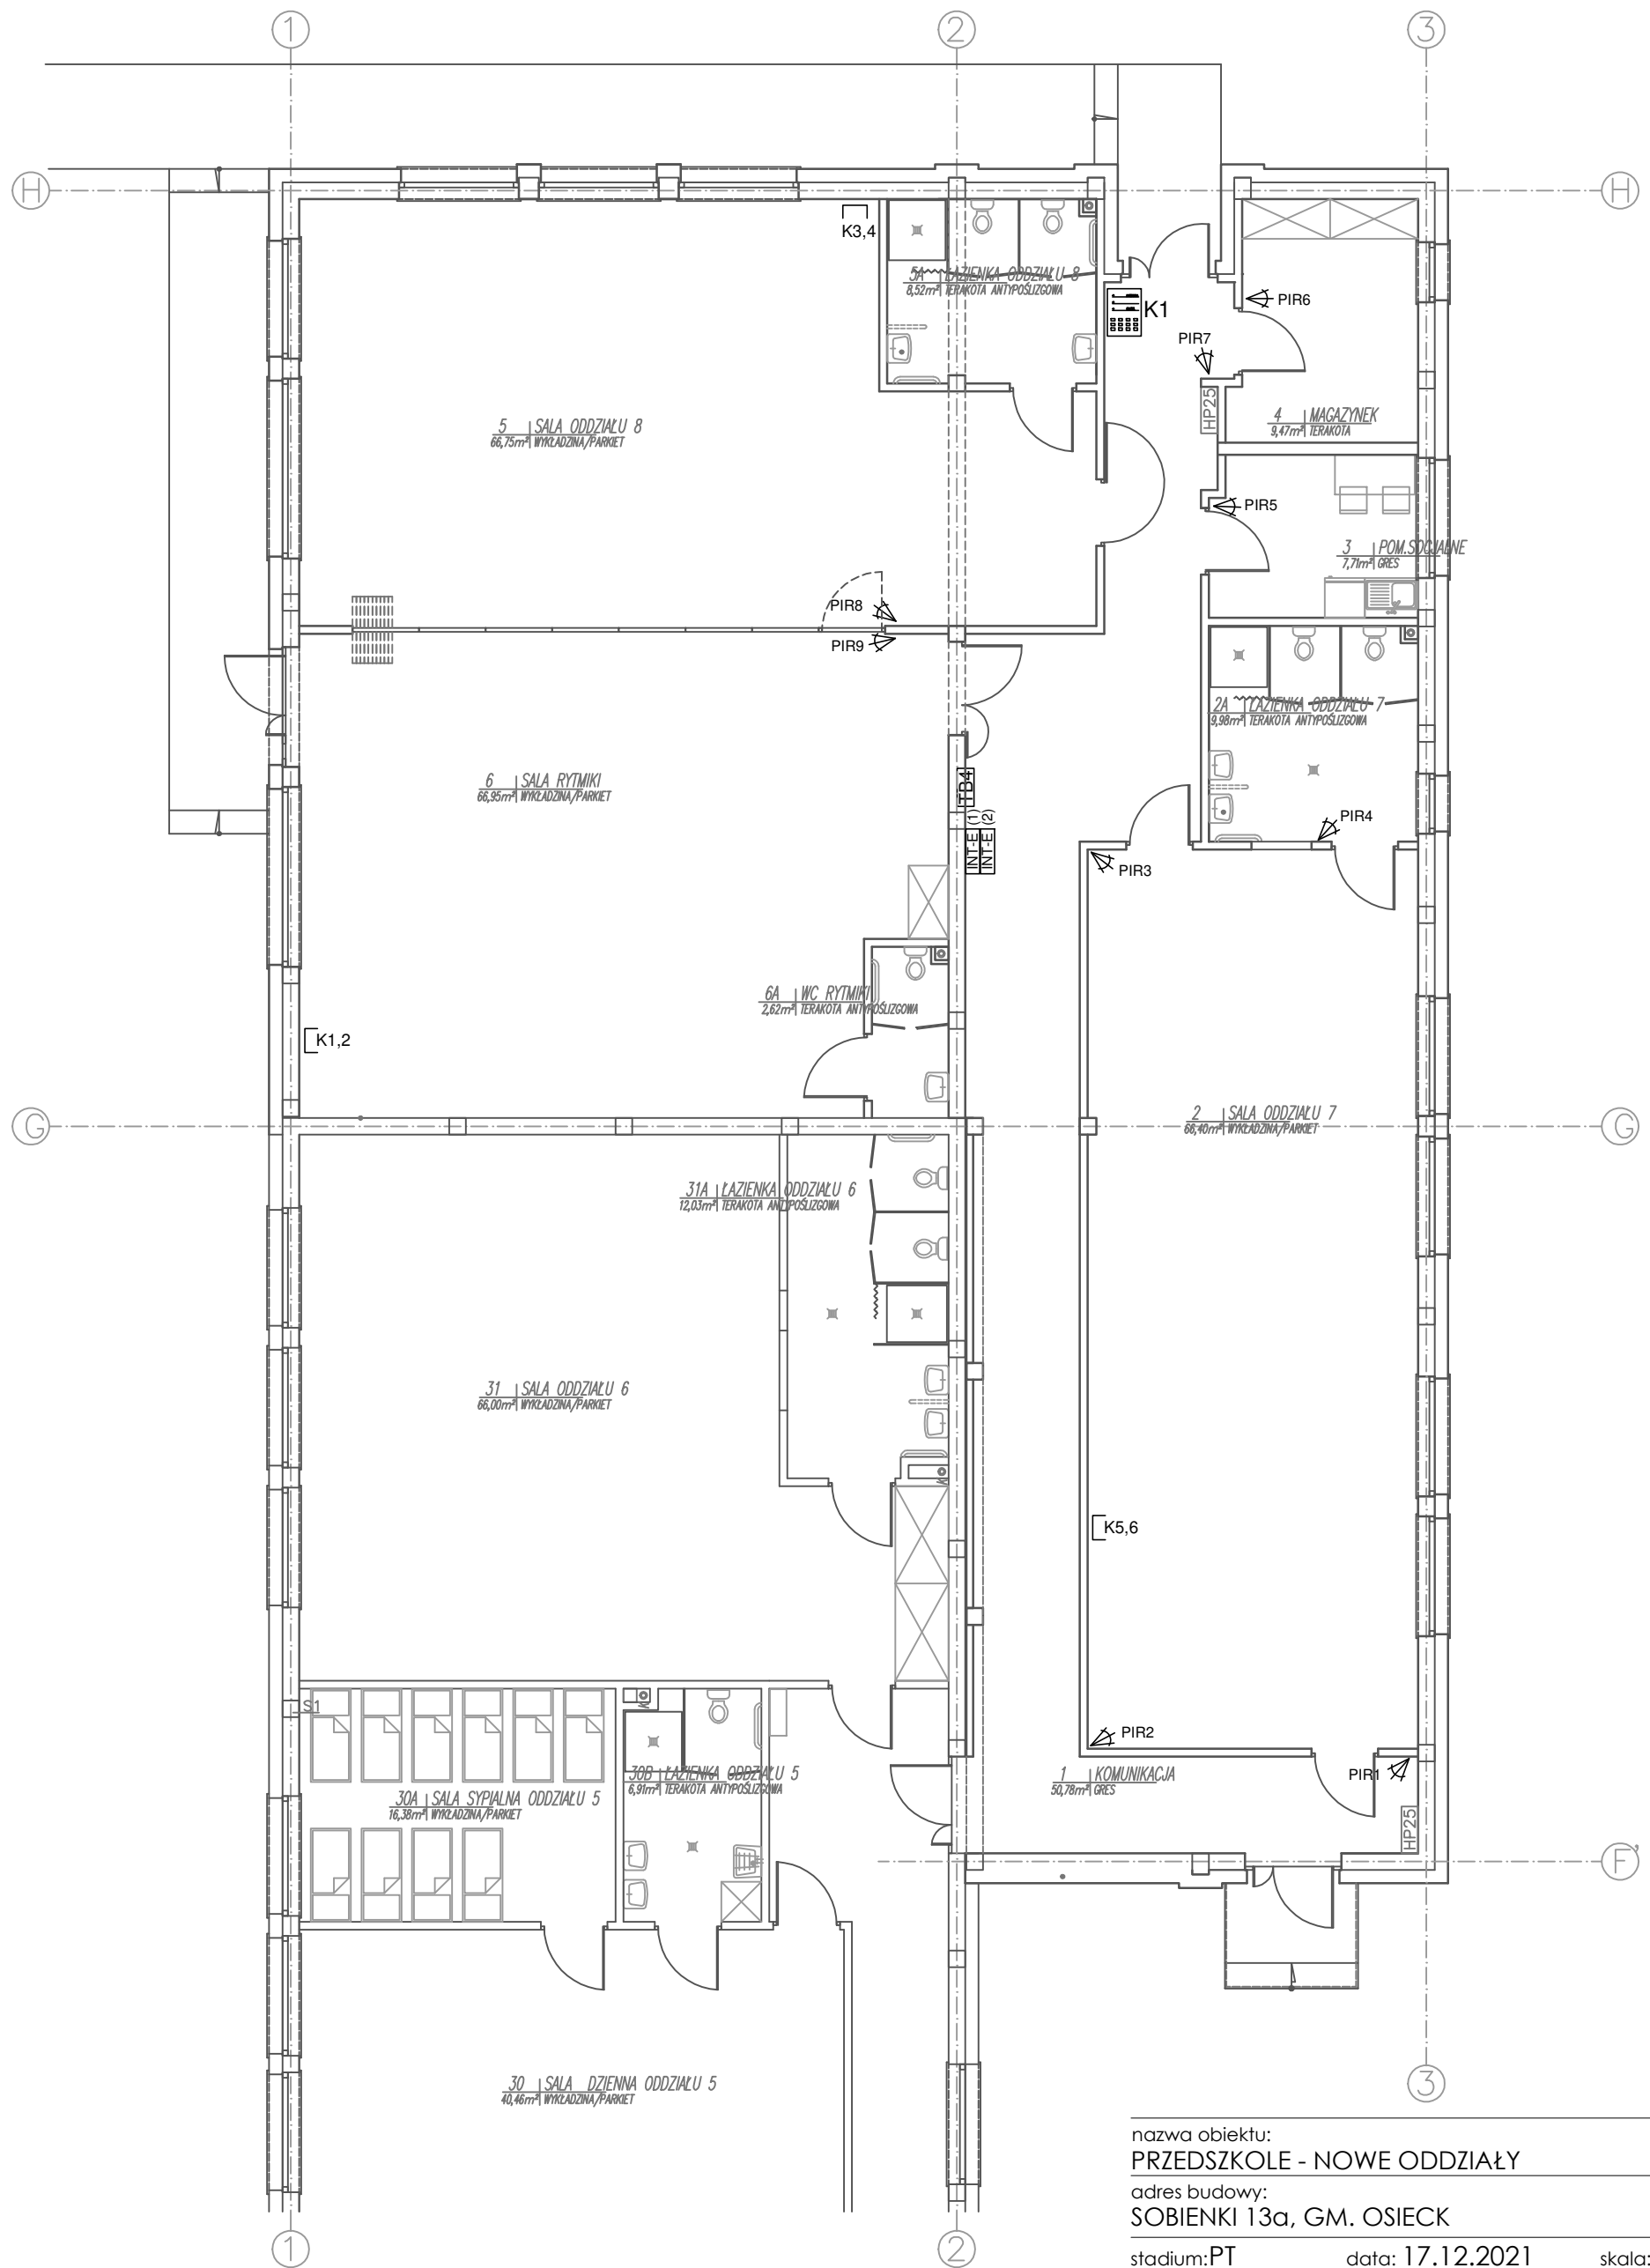 1
2
3
H
H
K3,4
5A ŁAZIENKA ODDZIAŁU 8
8,52m² TERAKOTA ANTYPOŚLIZGOWA
K1
PIR6
PIR7
HP25
5 SALA ODDZIAŁU 8
66,75m² WYKŁADZINA/PARKIET
4 MAGAZYNEK
9,47m² TERAKOTA
PIR5
3 POM.SOCJALNE
7,71m² GRES
PIR8
PIR9
2A ŁAZIENKA ODDZIAŁU 7
9,98m² TERAKOTA ANTYPOŚLIZGOWA
6 SALA RYTMIKI
66,95m² WYKŁADZINA/PARKIET
TB4
INT-E (1)
INT-E (2)
PIR4
PIR3
6A WC RYTMIKI
2,62m² TERAKOTA ANTYPOŚLIZGOWA
K1,2
G
G
2 SALA ODDZIAŁU 7
66,40m² WYKŁADZINA/PARKIET
31A ŁAZIENKA ODDZIAŁU 6
12,03m² TERAKOTA ANTYPOŚLIZGOWA
31 SALA ODDZIAŁU 6
66,00m² WYKŁADZINA/PARKIET
K5,6
S1
PIR2
PIR1
30B ŁAZIENKA ODDZIAŁU 5
6,91m² TERAKOTA ANTYPOŚLIZGOWA
1 KOMUNIKACJA
50,78m² GRES
30A SALA SYPIALNA ODDZIAŁU 5
16,38m² WYKŁADZINA/PARKIET
HP25
F'
30 SALA DZIENNA ODDZIAŁU 5
40,46m² WYKŁADZINA/PARKIET
3
nazwa obiektu:
PRZEDSZKOLE - NOWE ODDZIAŁY
adres budowy:
SOBIENKI 13a, GM. OSIECK
stadium:PT data: 17.12.2021 skala:
1
2